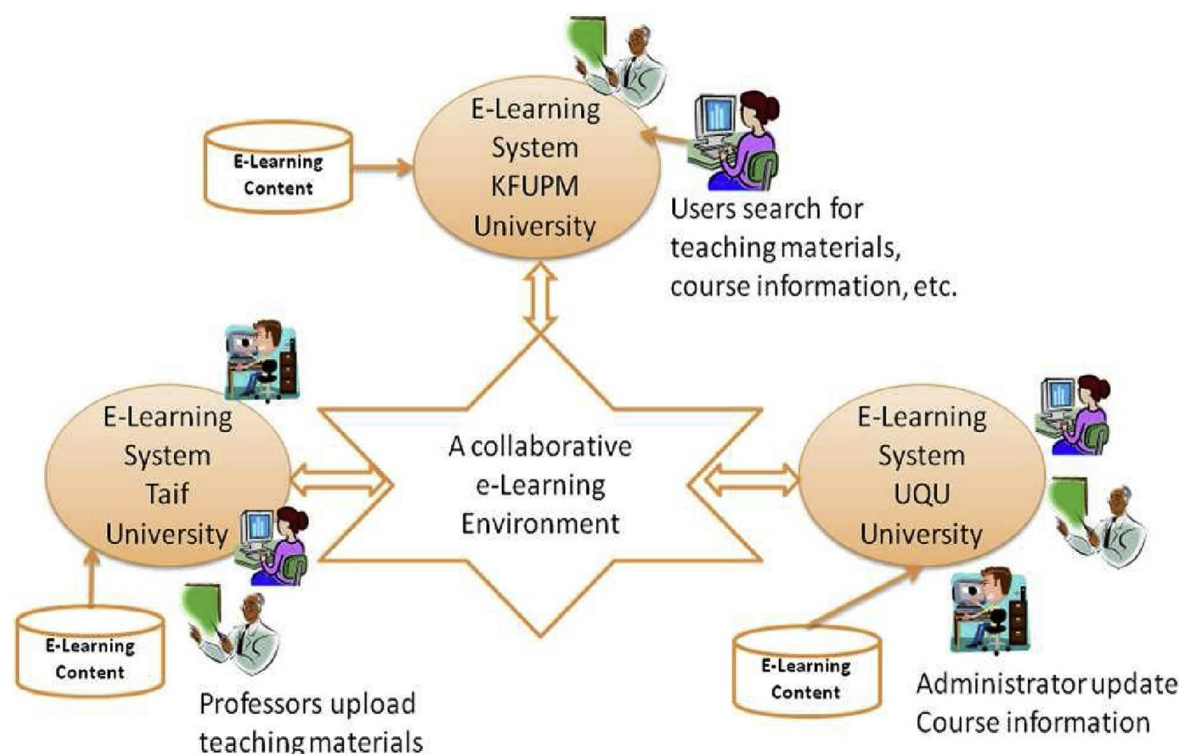 E-Learning
System
KFUPM
University
E-Learning
Content
Users search for
teaching materials,
course information, etc.
E-Learning
System
Taif
University
A collaborative
e-Learning
Environment
E-Learning
System
UQU
University
E-Learning
Content
Professors upload
teaching materials
E-Learning
Content
Administrator update
Course information